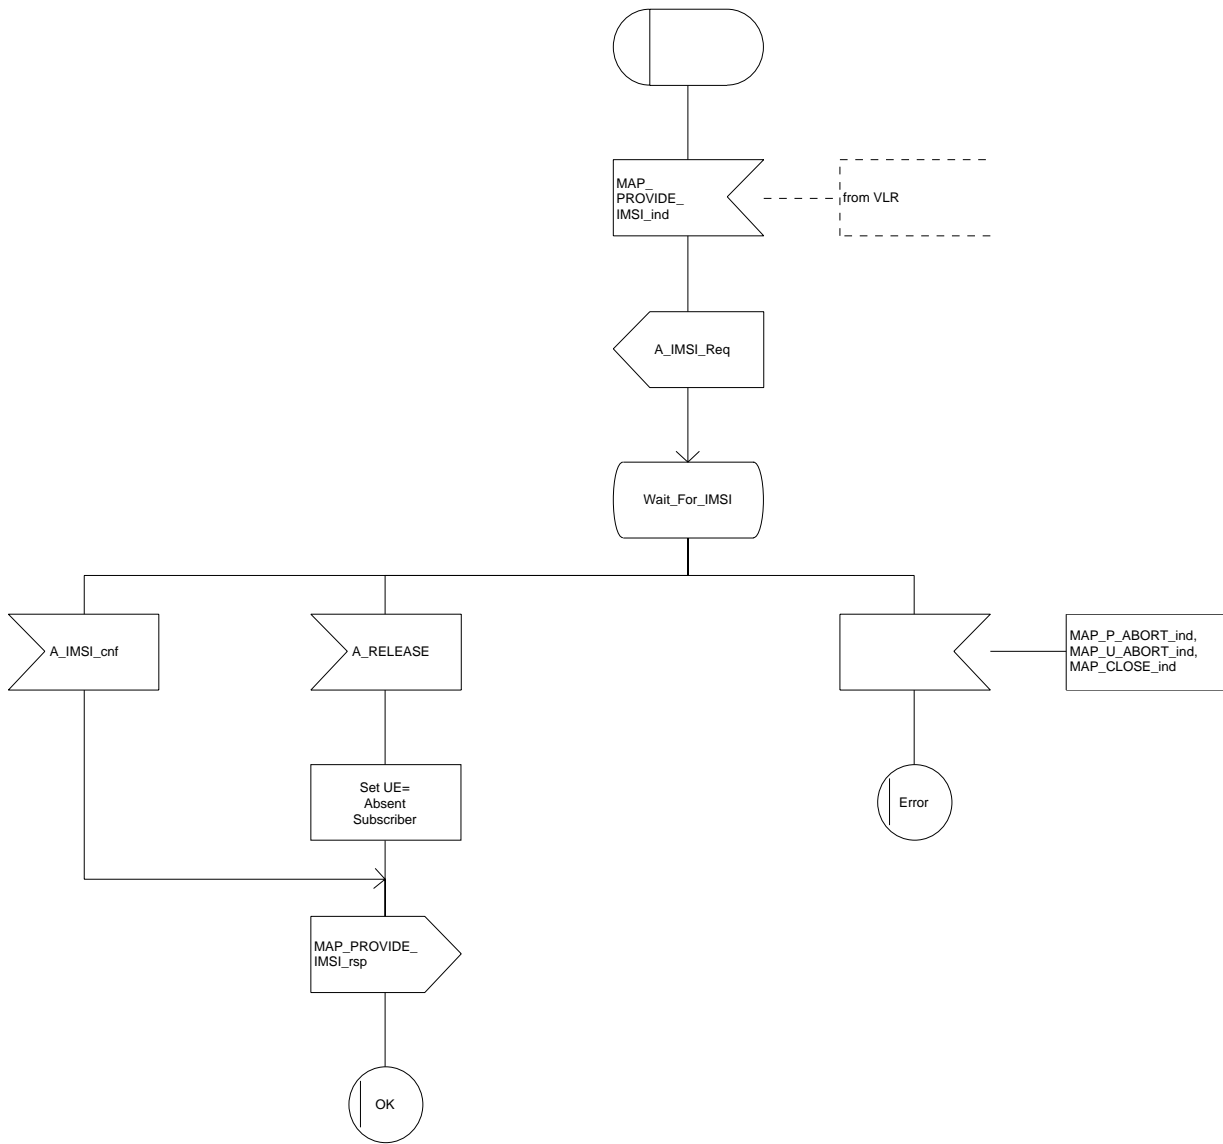 MAP_
PROVIDE_
IMSI_ind
from VLR
A_IMSI_Req
Wait_For_IMSI
A_IMSI_cnf
A_RELEASE
MAP_P_ABORT_ind,
MAP_U_ABORT_ind,
MAP_CLOSE_ind
Set UE=
Absent
Subscriber
Error
MAP_PROVIDE_
IMSI_rsp
OK